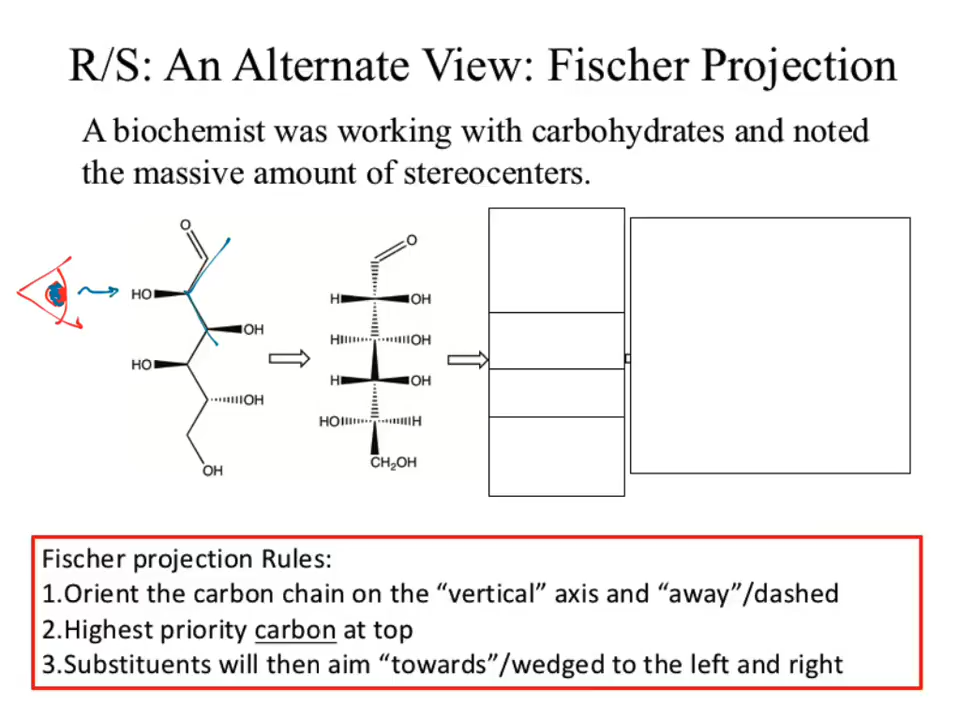 R/S: An Alternate View: Fischer Projection
A biochemist was working with carbohydrates and noted
the massive amount of stereocenters.
O
HO
OH
HO
OH
OH
O
H OH
H OH
H OH
HO H
CH₂OH
Fischer projection Rules:
1.Orient the carbon chain on the “vertical” axis and “away”/dashed
2.Highest priority carbon at top
3.Substituents will then aim “towards”/wedged to the left and right